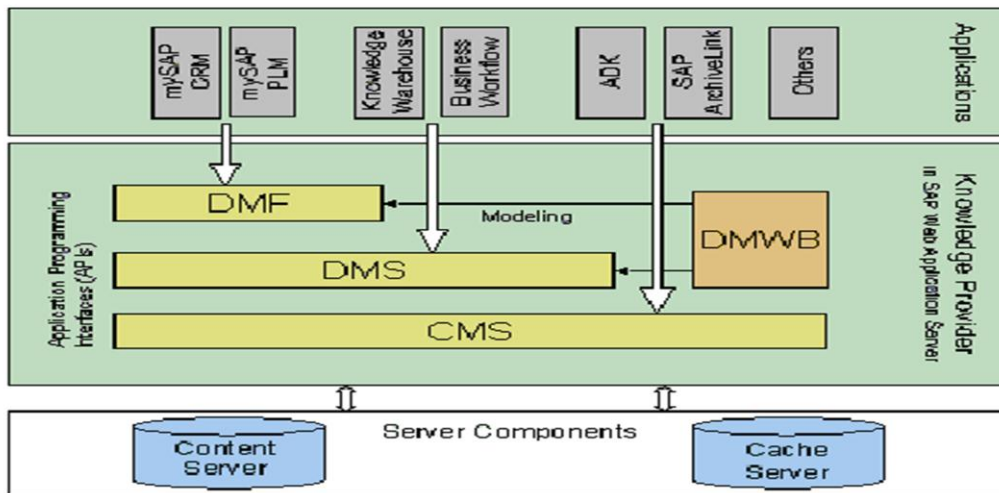 mySAP
CRM
mySAP
PLM
Knowledge
Warehouse
Business
Workflow
ADK
SAP
ArchiveLink
Others
Applications
Application Programming
Interfaces (APIs)
DMF
Modeling
DMWB
DMS
CMS
Knowledge Provider
in SAP Web Application Server
Server Components
Content
Server
Cache
Server